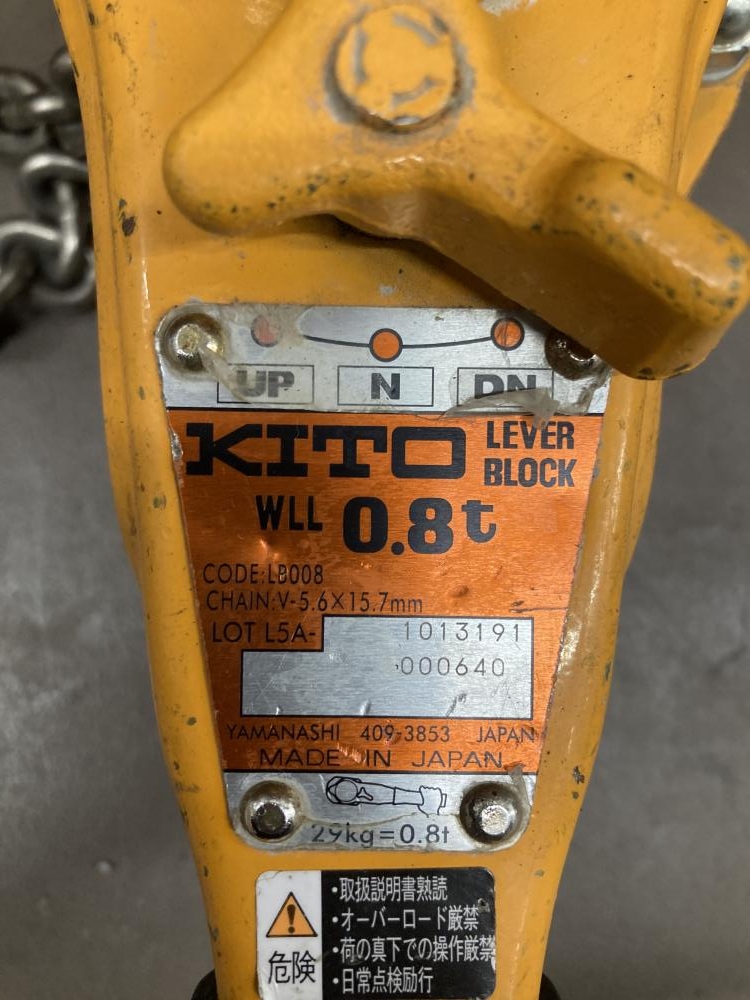 UP N DN
KITO LEVER BLOCK
WLL 0.8t
CODE:LB008
CHAIN:V-5.6×15.7mm
LOT L5A- 1013191
000640
YAMANASHI 409-3853 JAPAN
MADE IN JAPAN
29kg=0.8t
危険
・取扱説明書熟読
・オーバーロード厳禁
・荷の真下での操作厳禁
・日常点検励行